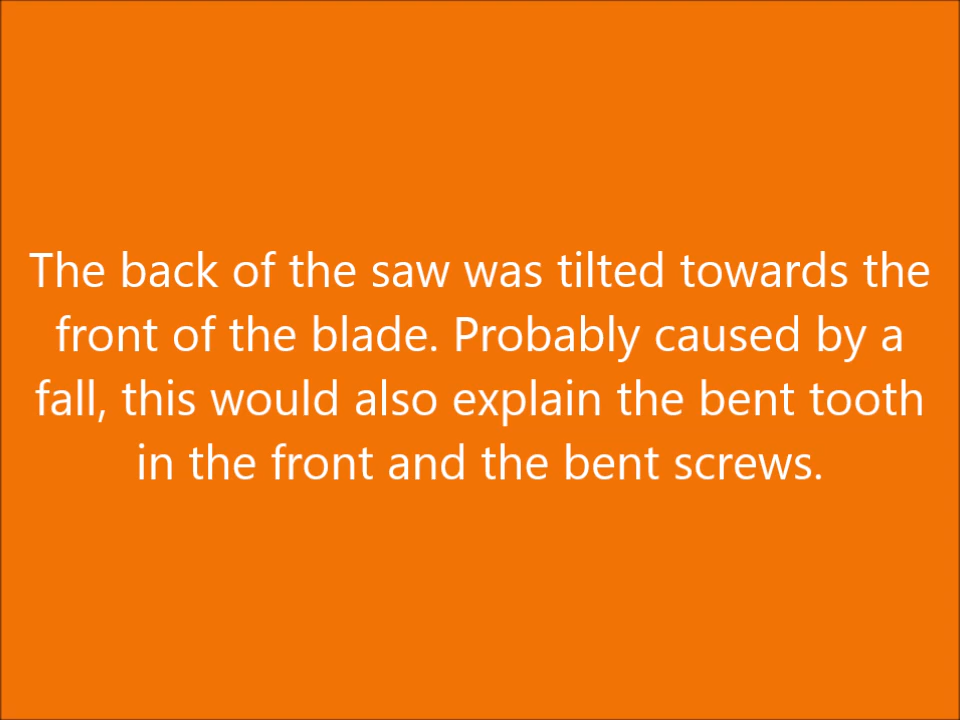 The back of the saw was tilted towards the
front of the blade. Probably caused by a
fall, this would also explain the bent tooth
in the front and the bent screws.